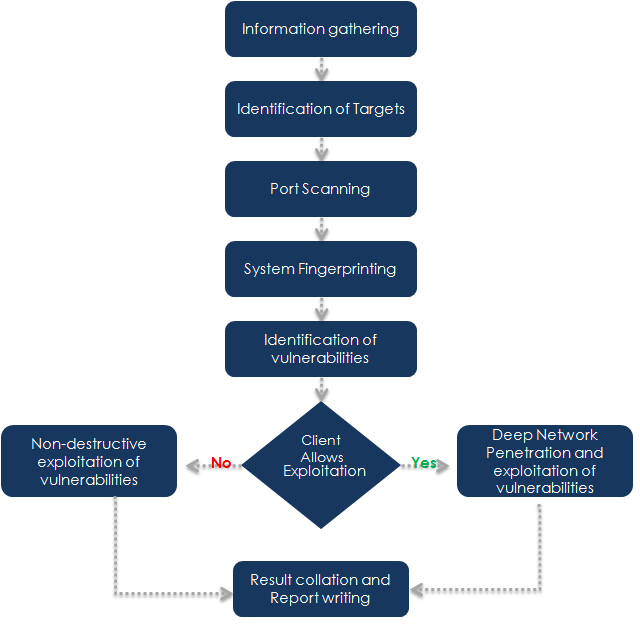 Information gathering
Identification of Targets
Port Scanning
System Fingerprinting
Identification of
vulnerabilities
Client
Allows
Exploitation
No
Yes
Non-destructive
exploitation of
vulnerabilities
Deep Network
Penetration and
exploitation of
vulnerabilities
Result collation and
Report writing